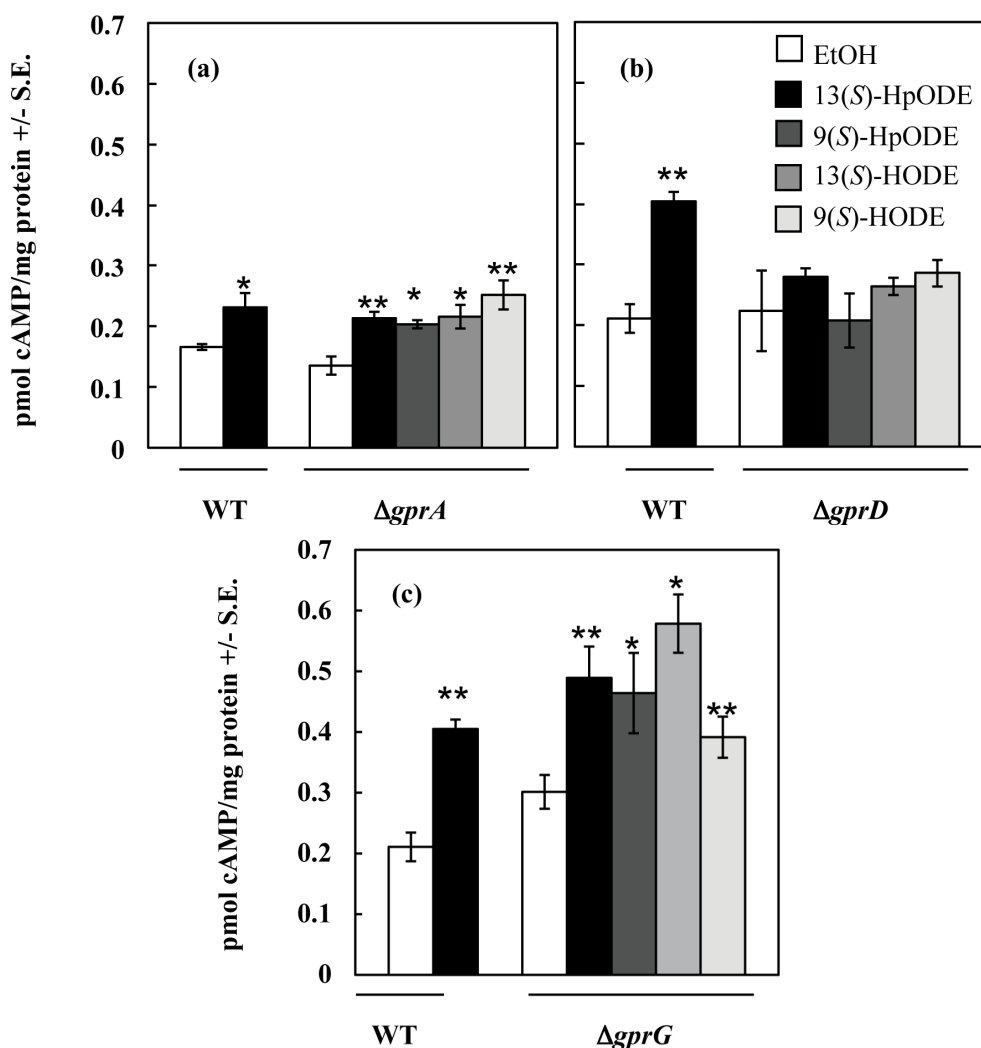 pmol cAMP/mg protein +/- S.E.
0.7
0.6
0.5
0.4
0.3
0.2
0.1
0
(a)
*
**
*
*
**
WT
ΔgprA
(b)
**
EtOH
13(S)-HpODE
9(S)-HpODE
13(S)-HODE
9(S)-HODE
WT
ΔgprD
pmol cAMP/mg protein +/- S.E.
0.7
0.6
0.5
0.4
0.3
0.2
0.1
0
(c)
**
**
*
*
**
WT
ΔgprG